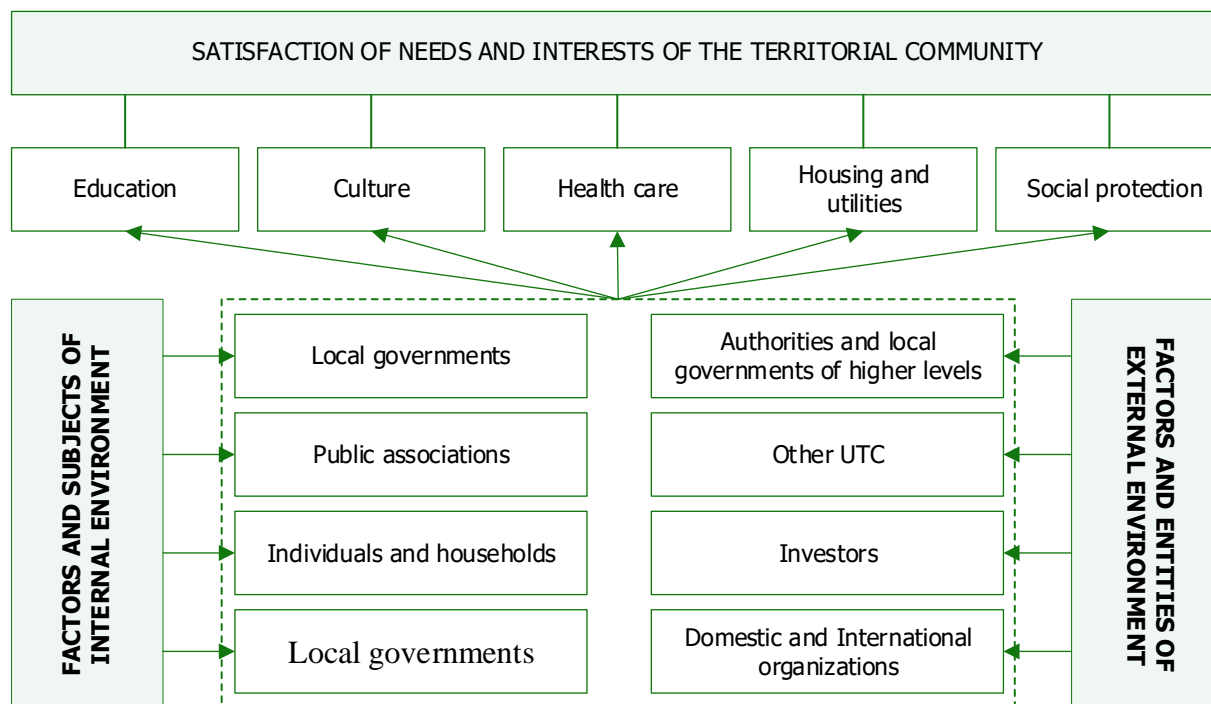 SATISFACTION OF NEEDS AND INTERESTS OF THE TERRITORIAL COMMUNITY
Education
Culture
Health care
Housing and
utilities
Social protection
FACTORS AND SUBJECTS OF
INTERNAL ENVIRONMENT
Local governments
Public associations
Individuals and households
Local governments
Authorities and local
governments of higher levels
Other UTC
Investors
Domestic and International
organizations
FACTORS AND ENTITIES OF
EXTERNAL ENVIRONMENT